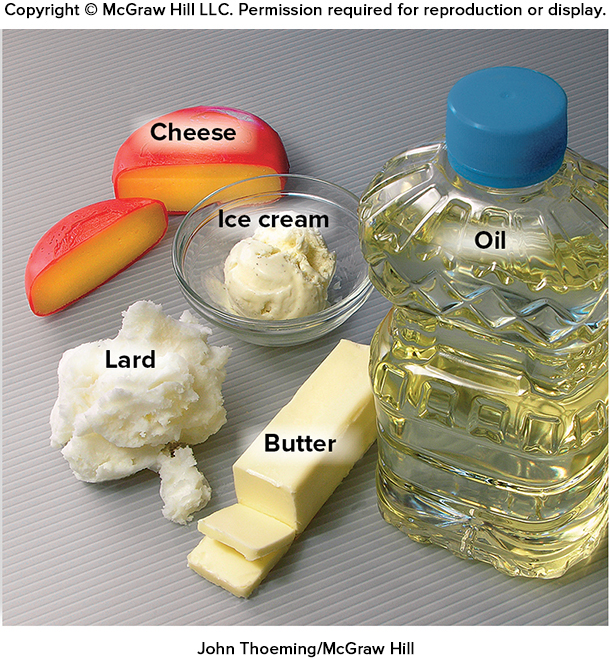 Copyright © McGraw Hill LLC. Permission required for reproduction or display.
Cheese
Ice cream
Oil
Lard
Butter
John Thoeming/McGraw Hill